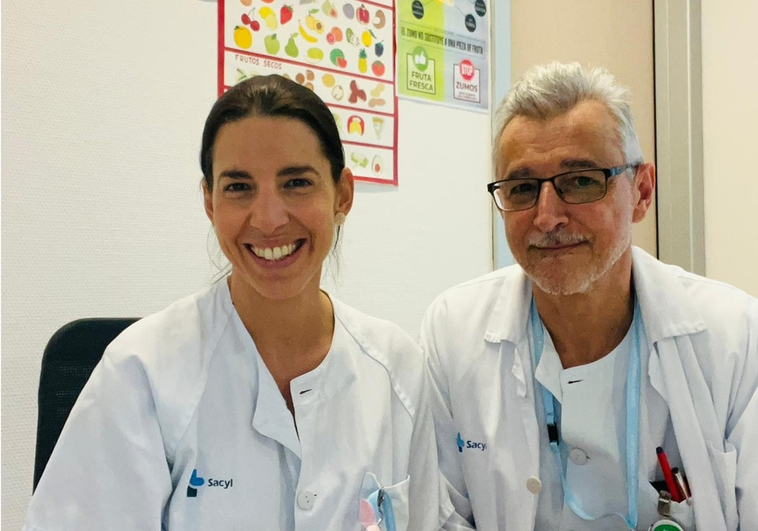 FRUTOS SECOS
EL ZUMO NO SUSTITUYE A UNA PIEZA DE FRUTA
FRUTA
FRESCA
STOP
ZUMOS
Sacyl
Sacyl